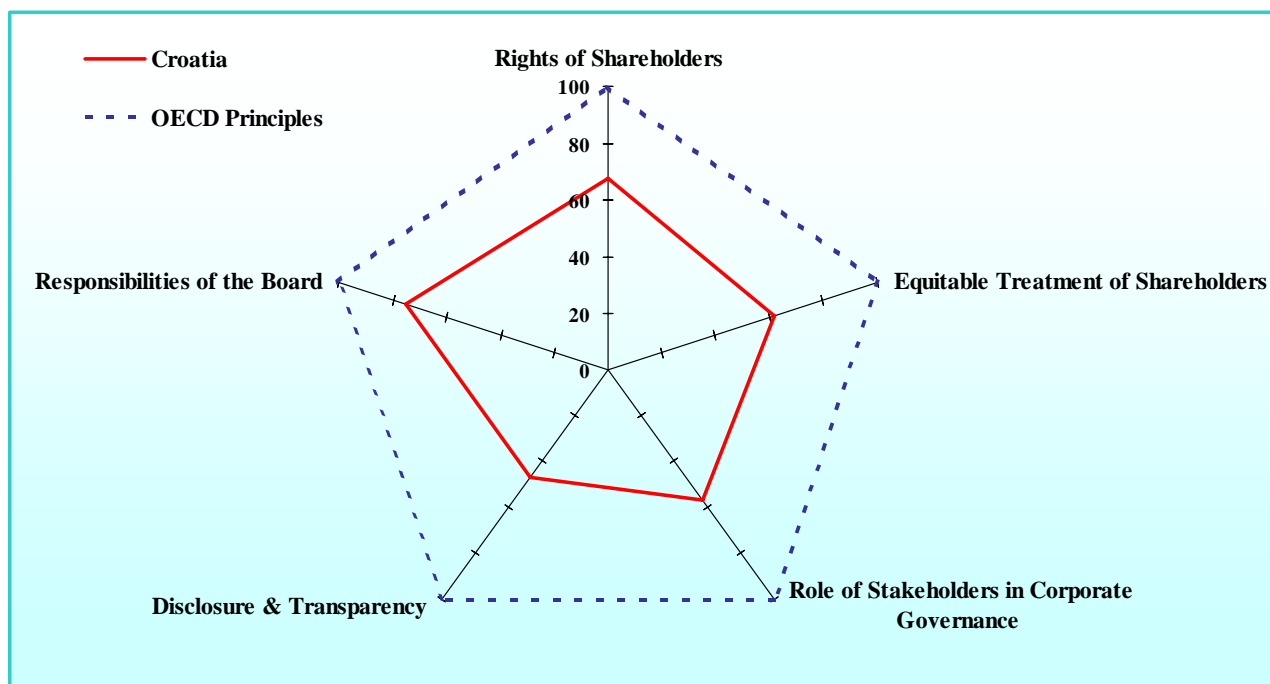 Croatia
OECD Principles
Rights of Shareholders
100
80
60
40
20
0
Responsibilities of the Board
Equitable Treatment of Shareholders
Disclosure & Transparency
Role of Stakeholders in Corporate
Governance